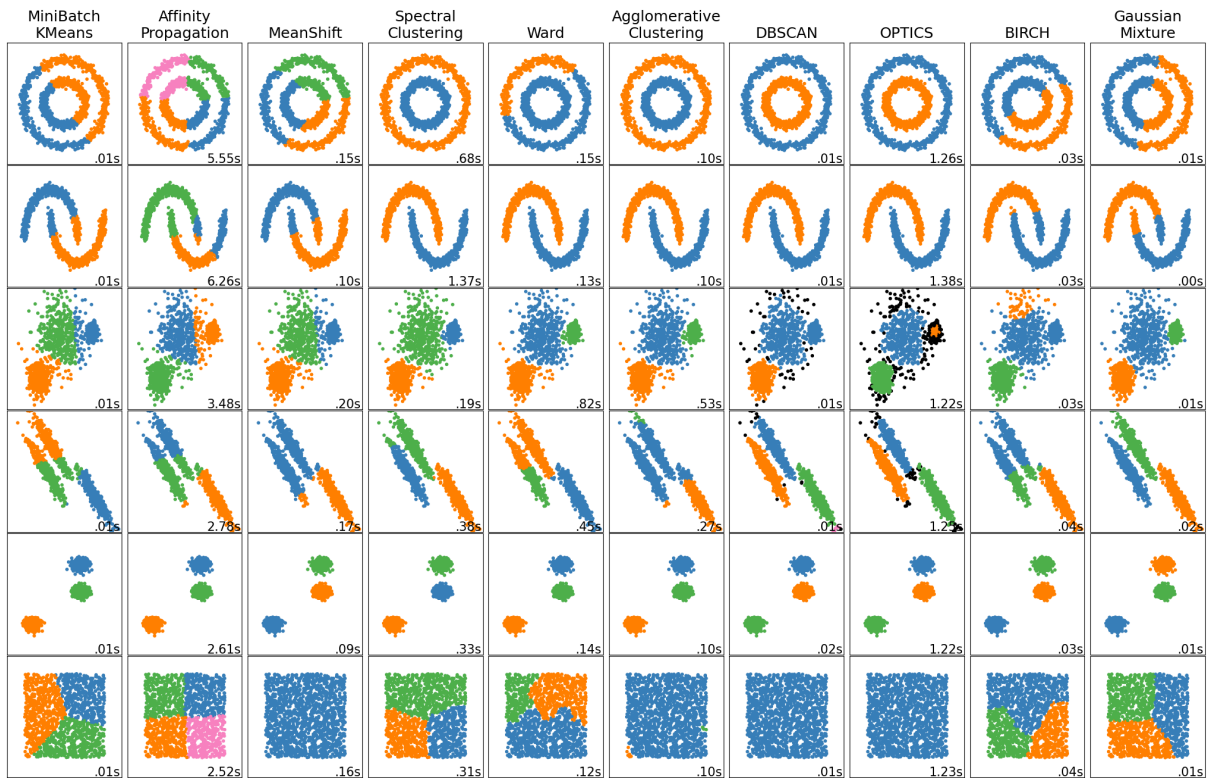 MiniBatch
KMeans
Affinity
Propagation
MeanShift
Spectral
Clustering
Ward
Agglomerative
Clustering
DBSCAN
OPTICS
BIRCH
Gaussian
Mixture
.01s 5.55s .15s .68s .15s .10s .01s 1.26s .03s .01s
.01s 6.26s .10s 1.37s .13s .10s .01s 1.38s .03s .00s
.01s 3.48s .20s .19s .82s .53s .01s 1.22s .03s .01s
.01s 2.78s .17s .38s .45s .27s .01s 1.23s .04s .02s
.01s 2.61s .09s .33s .14s .10s .02s 1.22s .03s .01s
.01s 2.52s .16s .31s .12s .10s .01s 1.23s .04s .01s